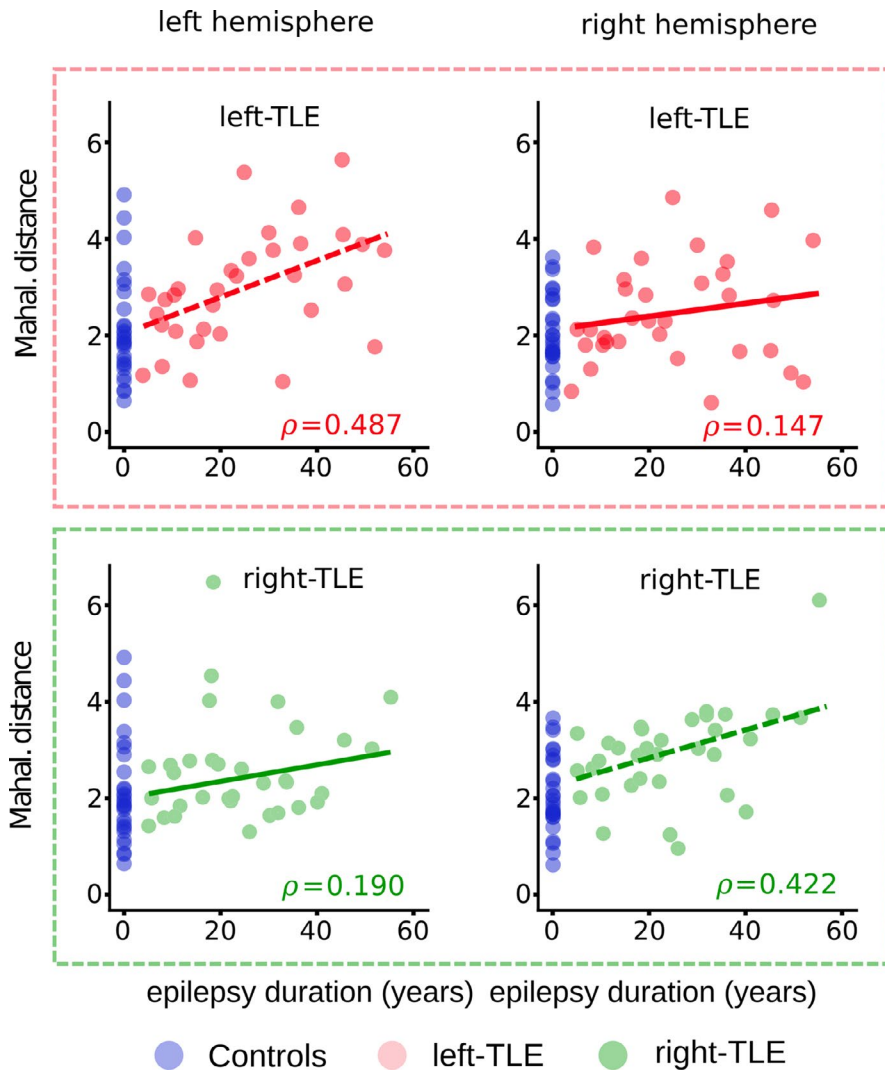 left hemisphere
right hemisphere
left-TLE
left-TLE
Mahal. distance
6
4
2
0
6
4
2
0
ρ=0.487
ρ=0.147
0 20 40 60
0 20 40 60
right-TLE
right-TLE
Mahal. distance
6
4
2
0
6
4
2
0
ρ=0.190
ρ=0.422
0 20 40 60
0 20 40 60
epilepsy duration (years)
epilepsy duration (years)
Controls
left-TLE
right-TLE